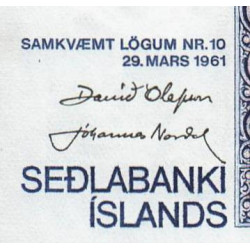 SAMKVÆMT LÖGUM NR.10
29. MARS 1961
Davíð Ólafsson
Jóhannes Nordal
SEÐLABANKI
ÍSLANDS